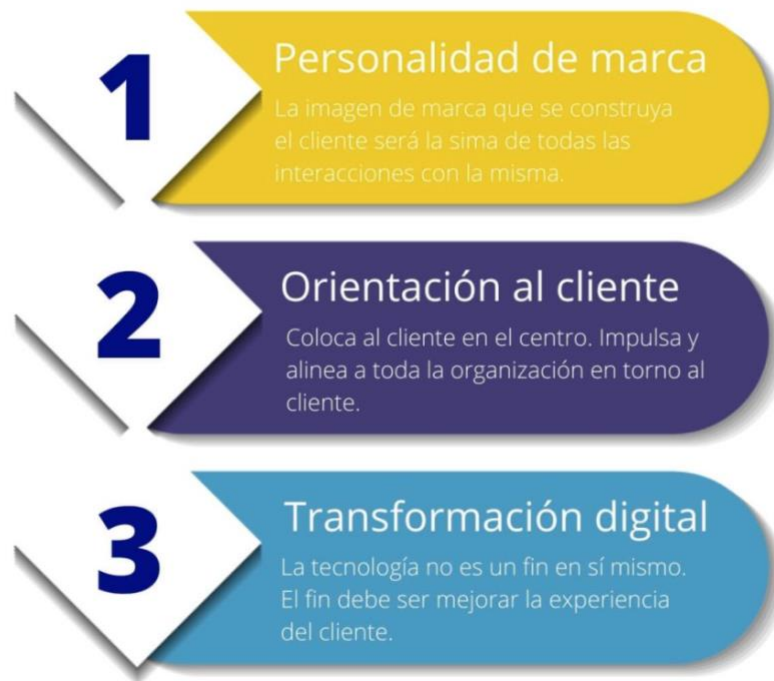 1
Personalidad de marca
La imagen de marca que se construya
el cliente será la sima de todas las
interacciones con la misma.
2
Orientación al cliente
Coloca al cliente en el centro. Impulsa y
alinea a toda la organización en torno al
cliente.
3
Transformación digital
La tecnología no es un fin en sí mismo.
El fin debe ser mejorar la experiencia
del cliente.